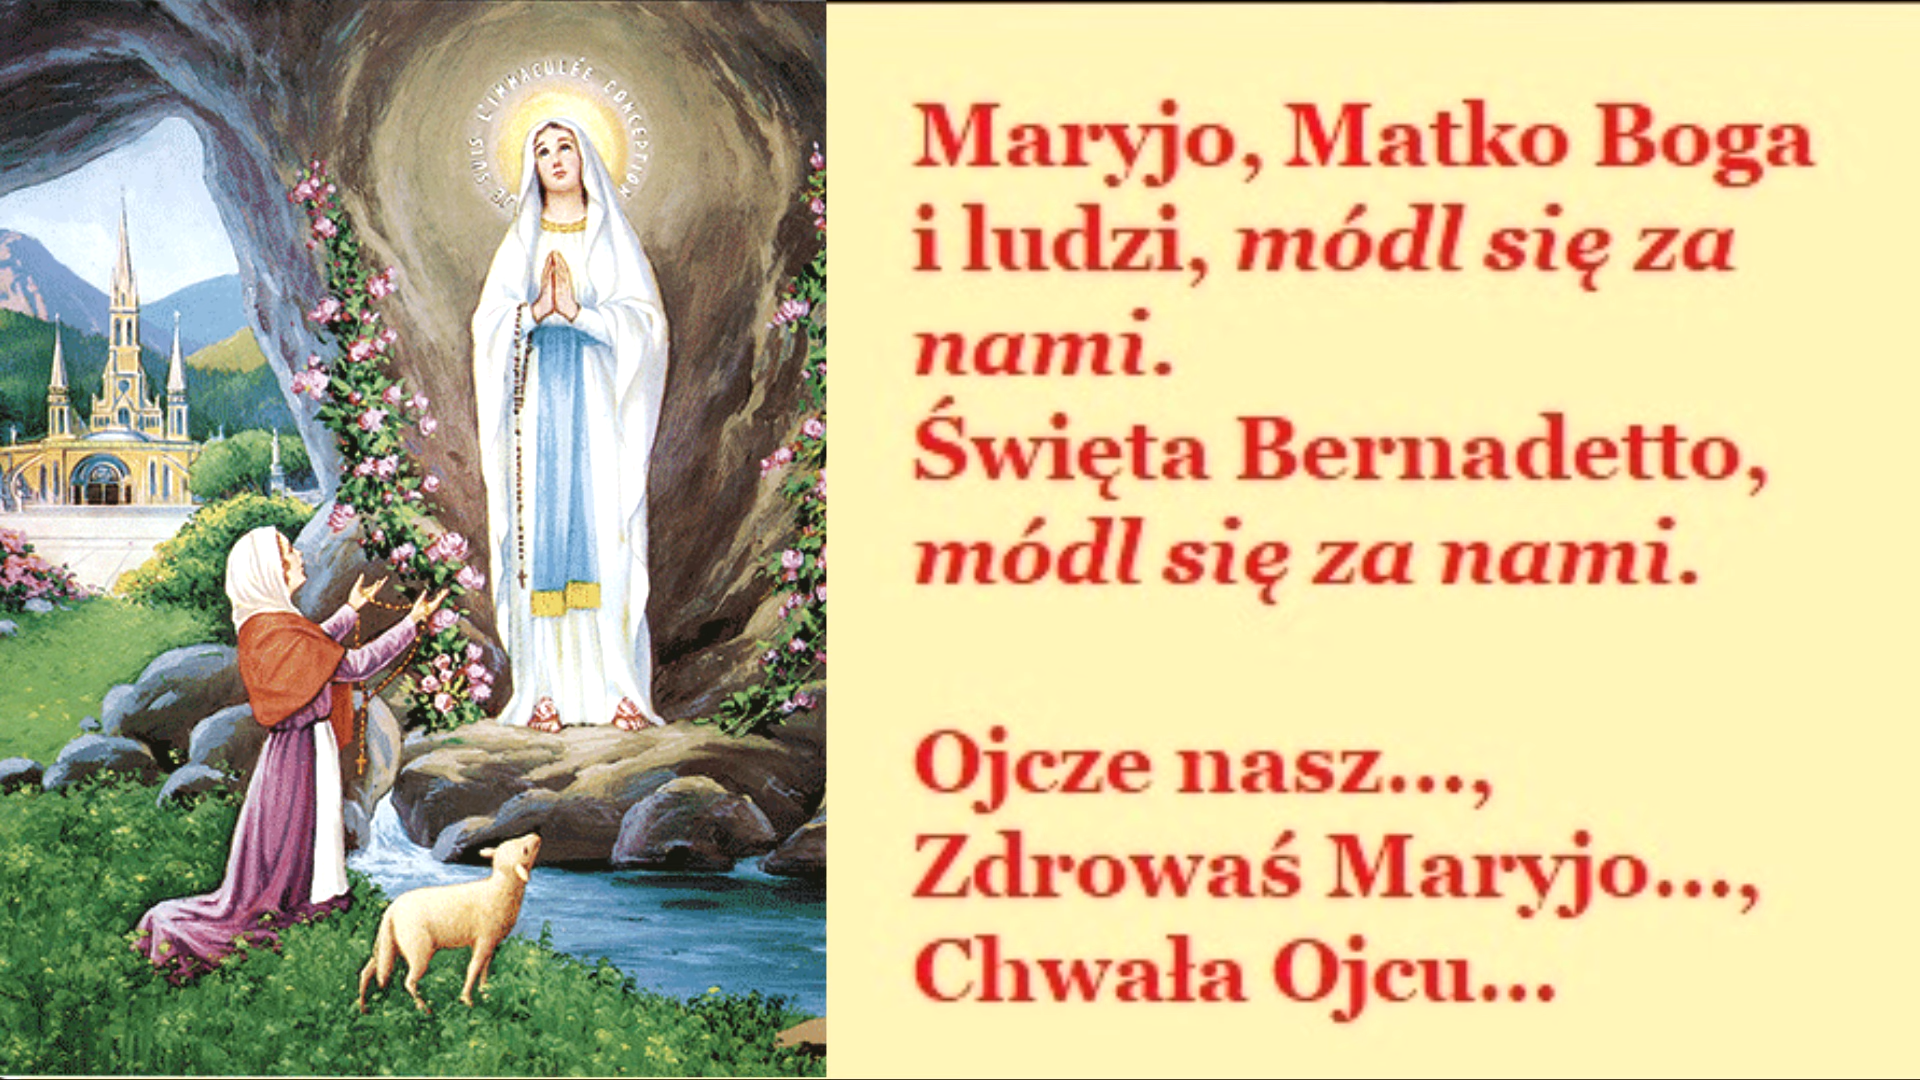 JE SUIS L'IMMACULÉE CONCEPTION
Maryjo, Matko Boga
i ludzi, módl się za
nami.
Święta Bernadetto,
módl się za nami.
Ojcze nasz...,
Zdrowaś Maryjo...,
Chwała Ojcu...